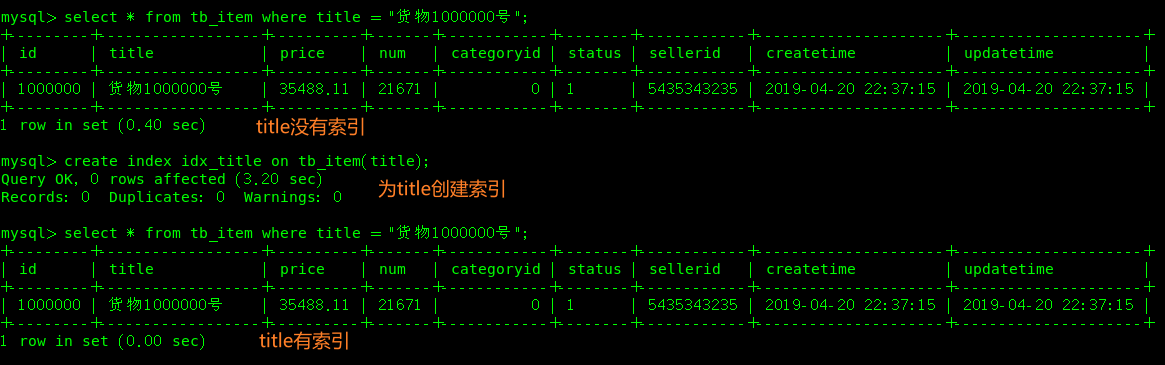 mysql> select * from tb_item where title = "货物1000000号";
+---------+-----------------+----------+-------+------------+--------+------------+---------------------+---------------------+
| id | title | price | num | categoryid | status | sellerid | createtime | updatetime |
+---------+-----------------+----------+-------+------------+--------+------------+---------------------+---------------------+
| 1000000 | 货物1000000号 | 35488.11 | 21671 | 0 | 1 | 5435343235 | 2019-04-20 22:37:15 | 2019-04-20 22:37:15 |
+---------+-----------------+----------+-------+------------+--------+------------+---------------------+---------------------+
1 row in set (0.40 sec) title没有索引
mysql> create index idx_title on tb_item(title);
Query OK, 0 rows affected (3.20 sec)
为title创建索引
Records: 0 Duplicates: 0 Warnings: 0
mysql> select * from tb_item where title = "货物1000000号";
+---------+-----------------+----------+-------+------------+--------+------------+---------------------+---------------------+
| id | title | price | num | categoryid | status | sellerid | createtime | updatetime |
+---------+-----------------+----------+-------+------------+--------+------------+---------------------+---------------------+
| 1000000 | 货物1000000号 | 35488.11 | 21671 | 0 | 1 | 5435343235 | 2019-04-20 22:37:15 | 2019-04-20 22:37:15 |
+---------+-----------------+----------+-------+------------+--------+------------+---------------------+---------------------+
1 row in set (0.00 sec) title有索引